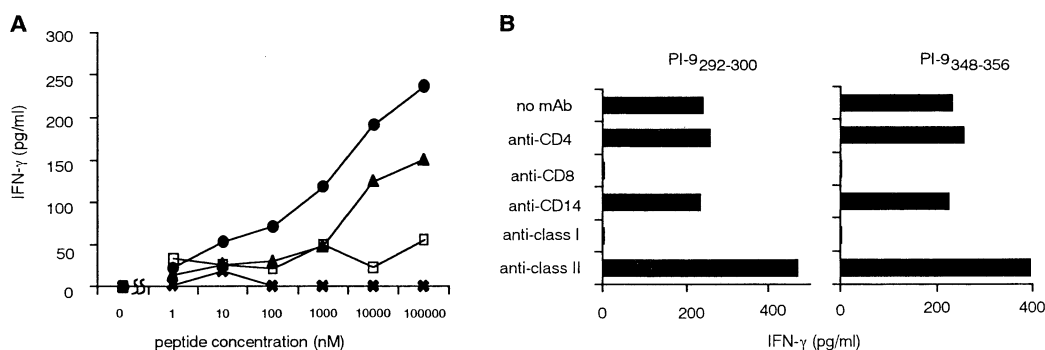 A
300
250
200
150
100
50
0
IFN-γ (pg/ml)
0 1 10 100 1000 10000 100000
peptide concentration (nM)
B
PI-9292-300
PI-9348-356
no mAb
anti-CD4
anti-CD8
anti-CD14
anti-class I
anti-class II
0 200 400
0 200 400
IFN-γ (pg/ml)